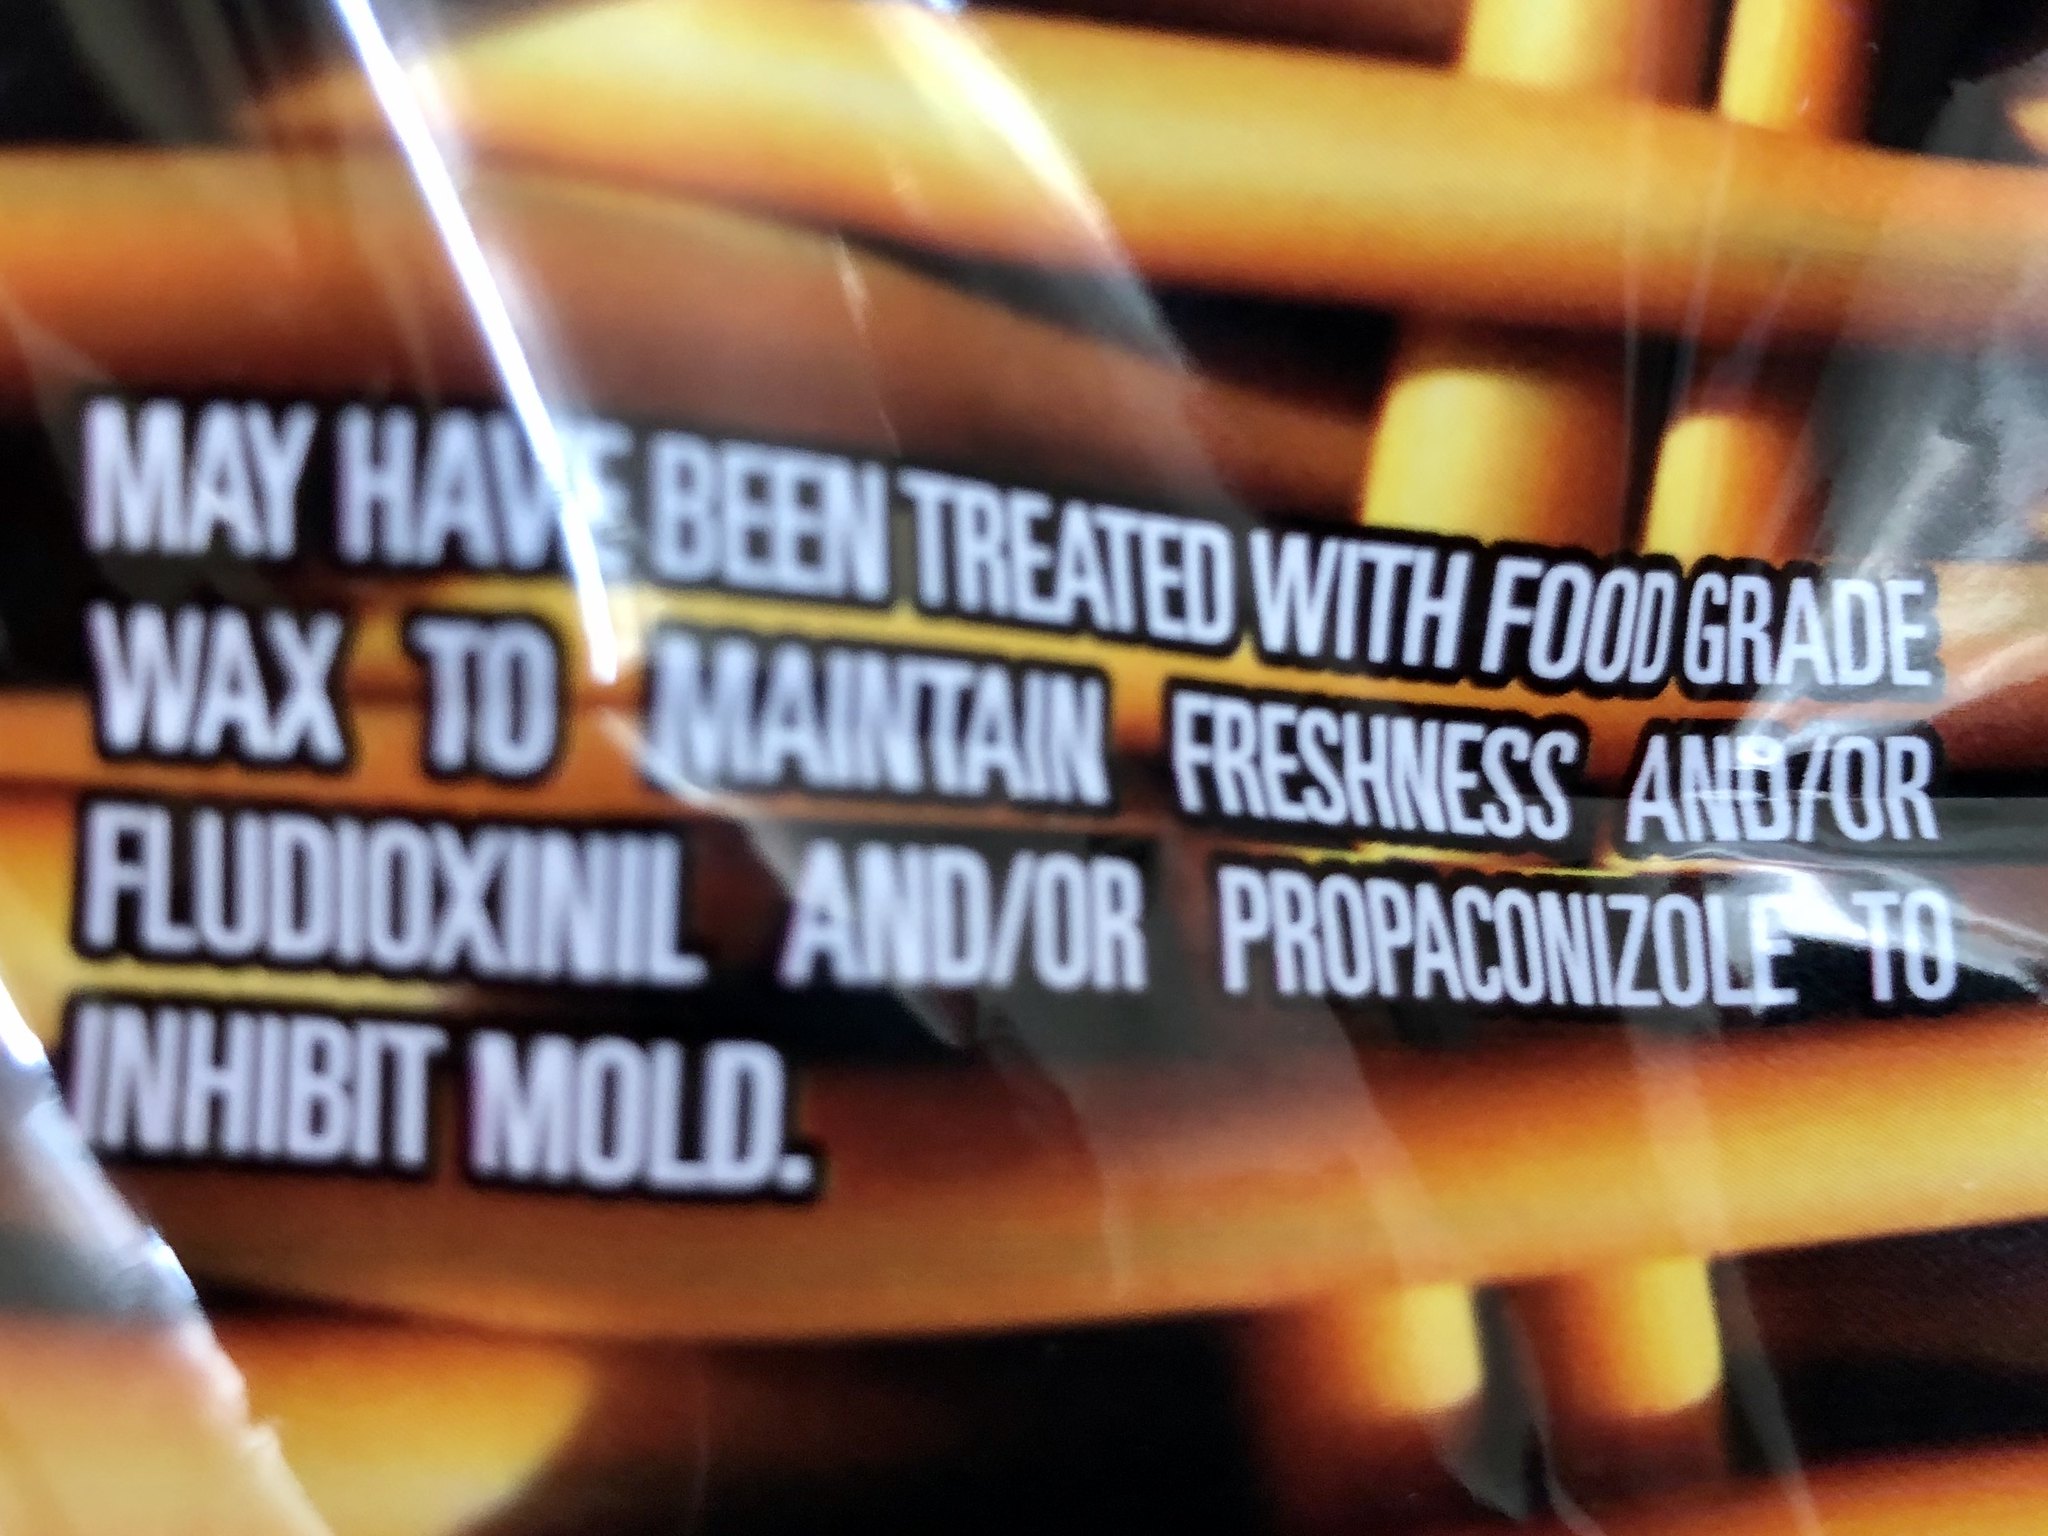 MAY HAVE BEEN TREATED WITH FOOD GRADE
WAX TO MAINTAIN FRESHNESS AND/OR
FLUDIOXINIL AND/OR PROPACONIZOLE TO
INHIBIT MOLD.